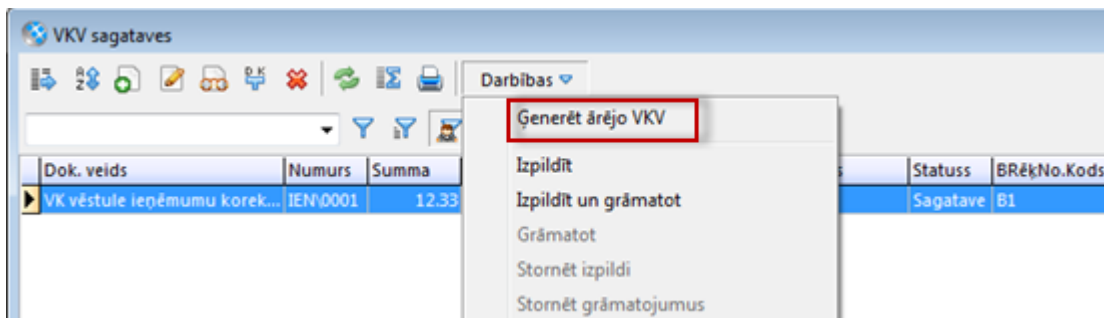 VKV sagataves
Darbības
Ģenerēt ārējo VKV
Izpildīt
Izpildīt un grāmatot
Grāmatot
Stornēt izpildi
Stornēt grāmatojumus
Dok. veids Numurs Summa Statuss BRēķNo.Kods
VK vēstule ieņēmumu korek... IEN\0001 12.33 Sagatave B1